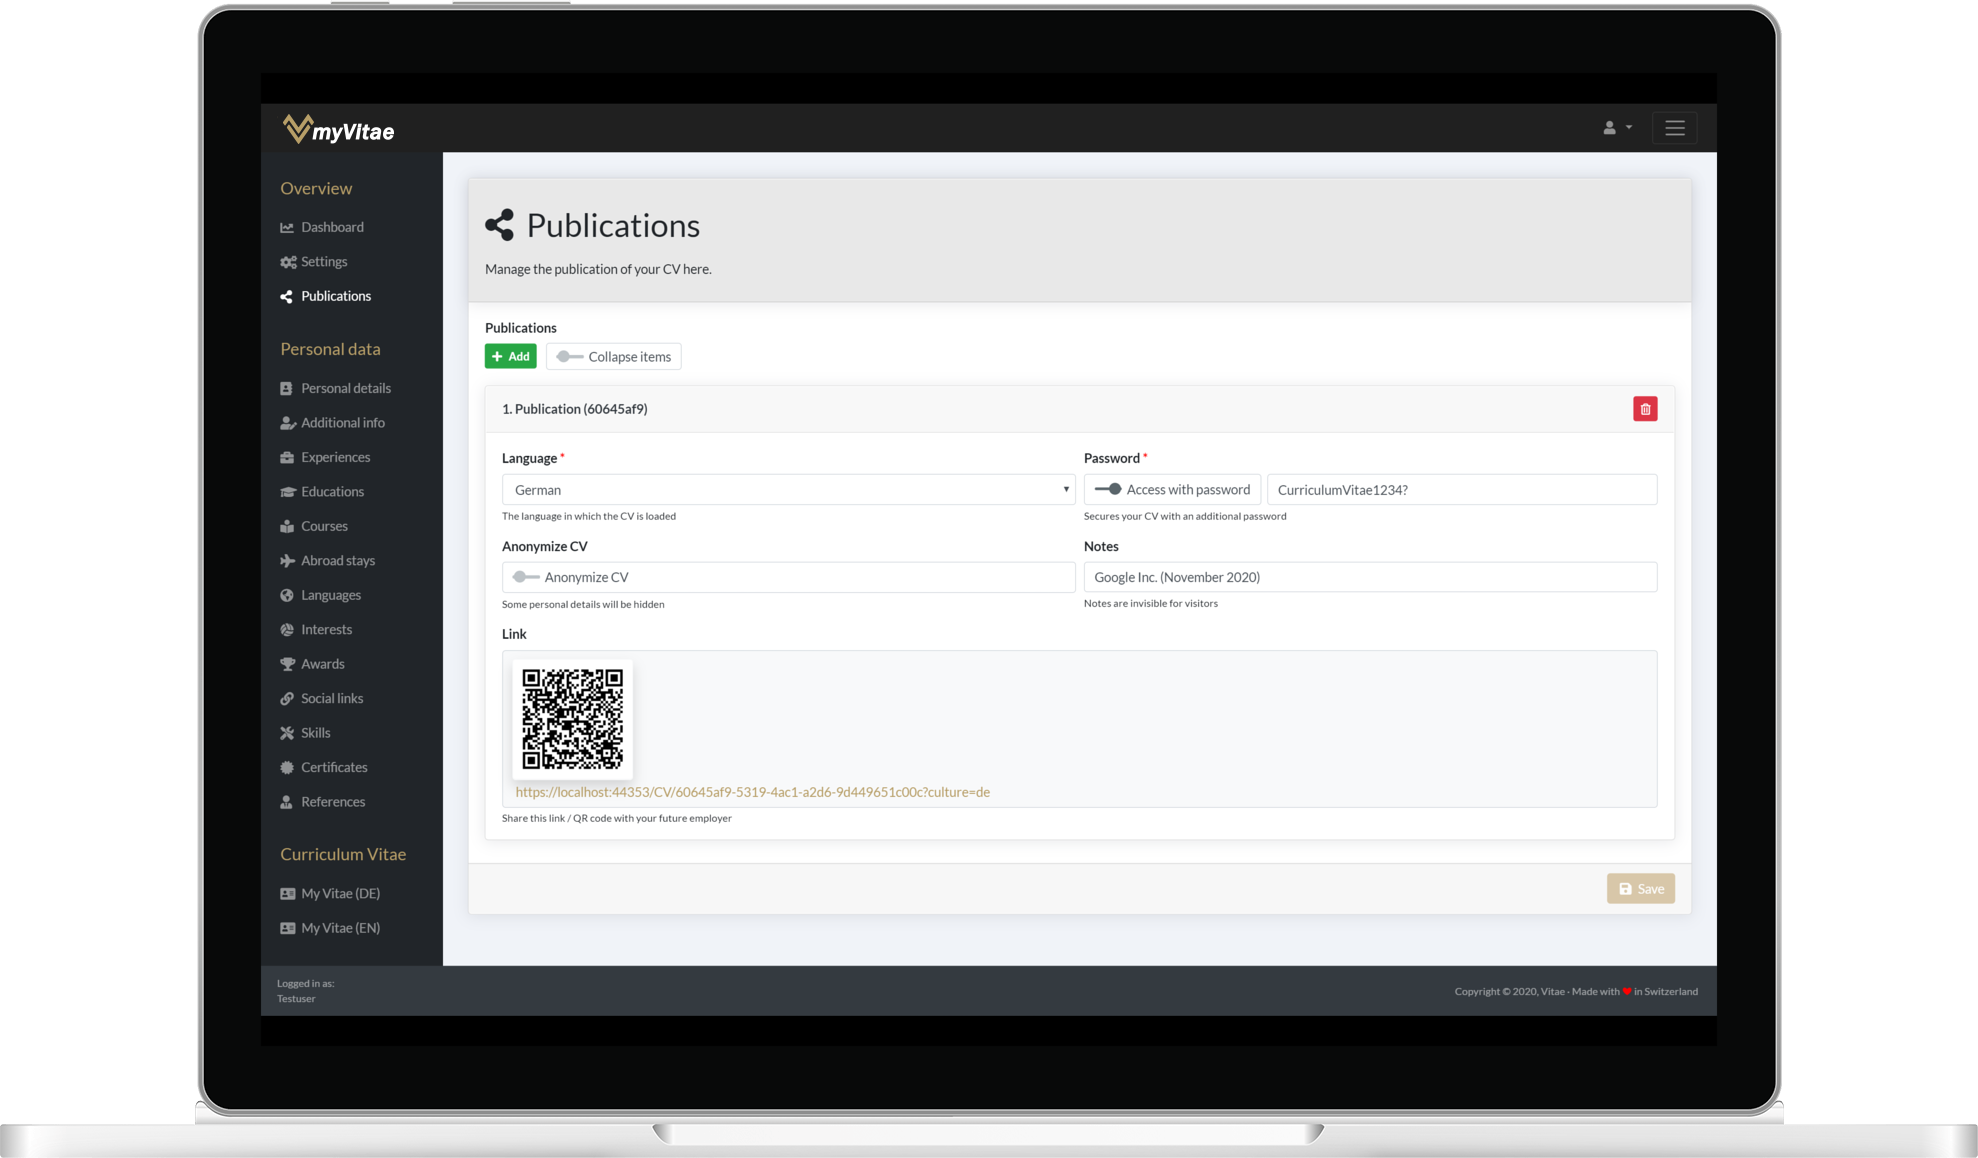 myVitae
Overview
Dashboard
Settings
Publications
Personal data
Personal details
Additional info
Experiences
Educations
Courses
Abroad stays
Languages
Interests
Awards
Social links
Skills
Certificates
References
Curriculum Vitae
My Vitae (DE)
My Vitae (EN)
Publications
Manage the publication of your CV here.
Publications
Add
Collapse items
1. Publication (60645af9)
Language *
German
The language in which the CV is loaded
Password *
Access with password
CurriculumVitae1234?
Secures your CV with an additional password
Anonymize CV
Anonymize CV
Some personal details will be hidden
Notes
Google Inc. (November 2020)
Notes are invisible for visitors
Link
https://localhost:44353/CV/60645af9-5319-4ac1-a2d6-9d449651c00c?culture=de
Share this link / QR code with your future employer
Save
Logged in as:
Testuser
Copyright © 2020, Vitae · Made with ♥ in Switzerland